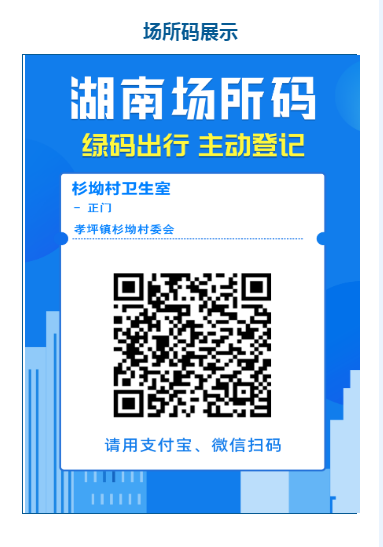 场所码展示
湖南场所码
绿码出行 主动登记
杉坳村卫生室
- 正门
孝坪镇杉坳村委会
请用支付宝、微信扫码